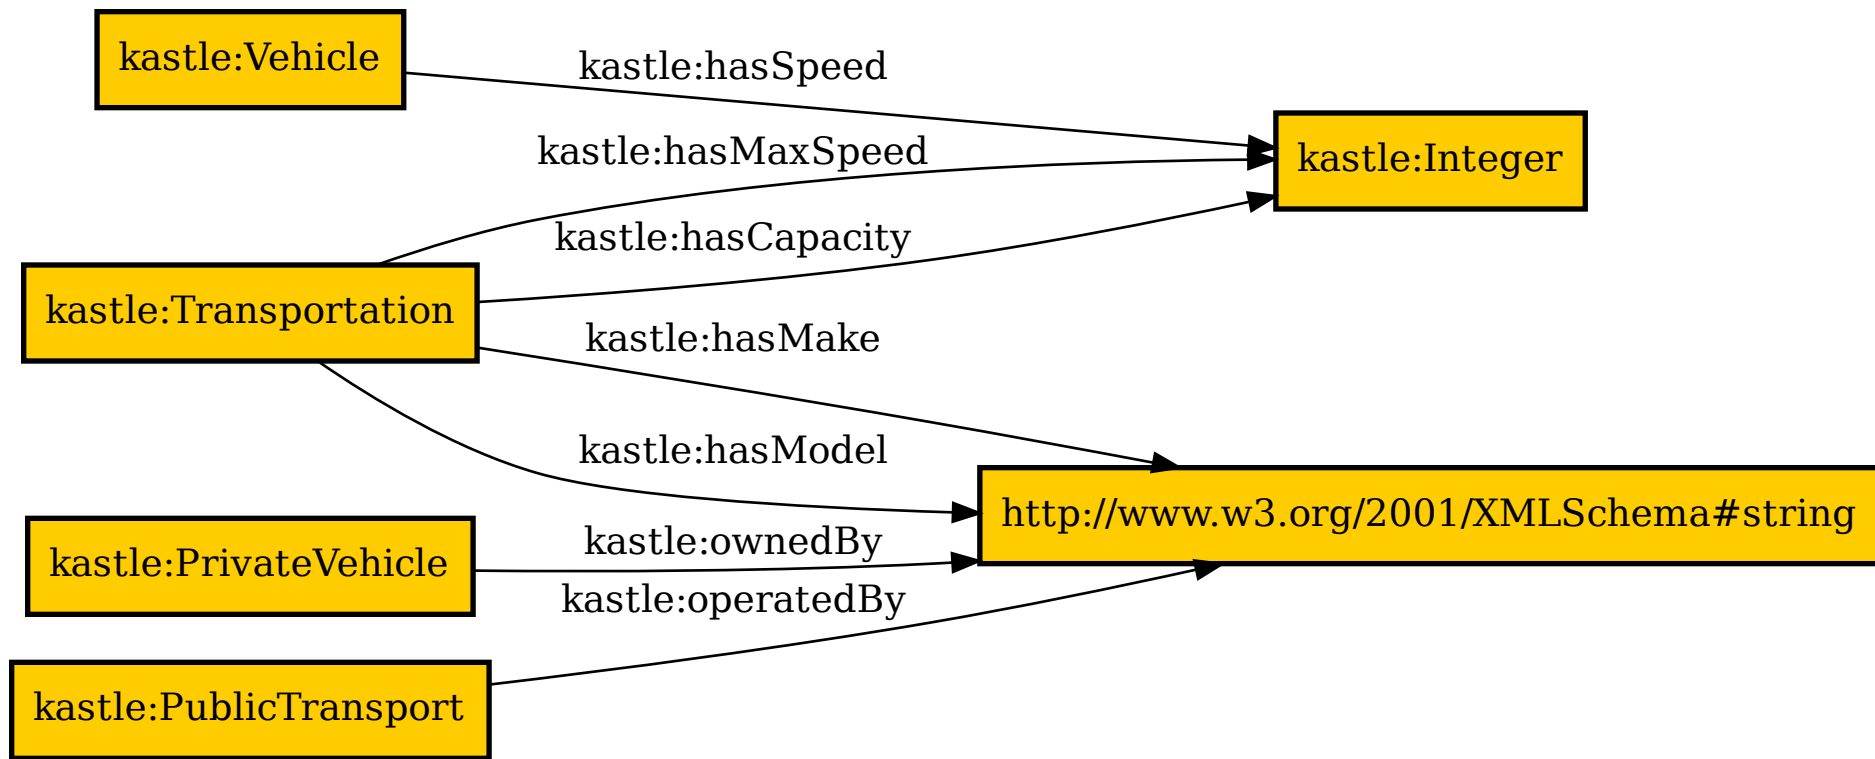 kastle:Vehicle
kastle:hasSpeed
kastle:hasMaxSpeed
kastle:Integer
kastle:hasCapacity
kastle:Transportation
kastle:hasMake
kastle:hasModel
http://www.w3.org/2001/XMLSchema#string
kastle:ownedBy
kastle:PrivateVehicle
kastle:operatedBy
kastle:PublicTransport